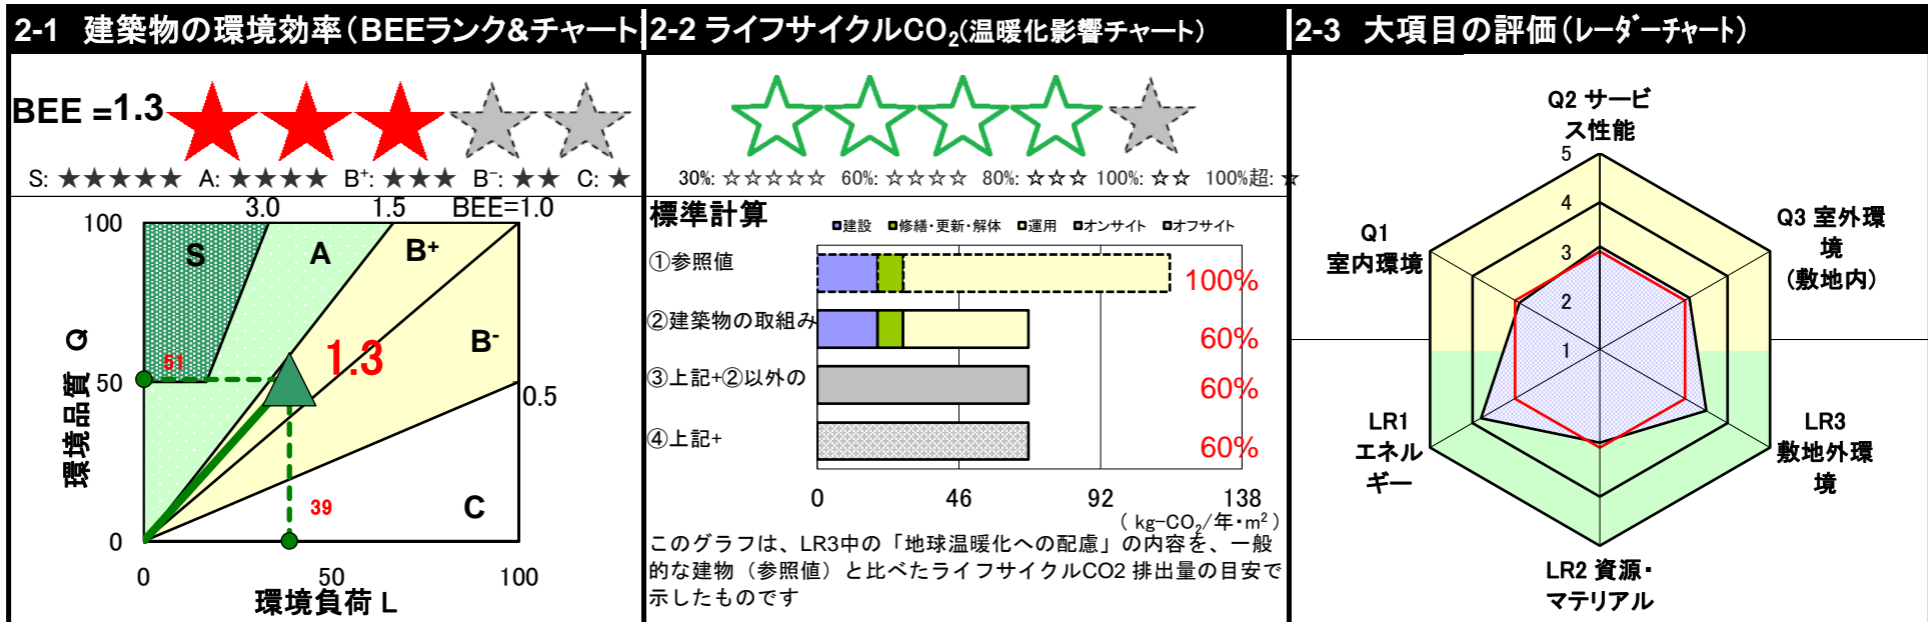 2-1 建築物の環境効率(BEEランク&チャート)
BEE =1.3
S: ★★★★★ A: ★★★★ B⁺: ★★★ B⁻: ★★ C: ★
3.0 1.5 BEE=1.0
100
S
A
B⁺
B⁻
環境品質 Q
51
50
1.3
0.5
39
C
0
0 50 100
環境負荷 L
2-2 ライフサイクルCO₂(温暖化影響チャート)
30%: ☆☆☆☆☆ 60%: ☆☆☆☆ 80%: ☆☆☆ 100%: ☆☆ 100%超: ☆
標準計算
■建設 ■修繕・更新・解体 ■運用 ■オンサイト ■オフサイト
①参照値 100%
②建築物の取組み 60%
③上記+②以外の 60%
④上記+ 60%
0 46 92 138
( kg-CO₂/年・m² )
このグラフは、LR3中の「地球温暖化への配慮」の内容を、一般
的な建物(参照値)と比べたライフサイクルCO2 排出量の目安で
示したものです
2-3 大項目の評価(レーダーチャート)
Q2 サービ
ス性能
5
4
3
2
1
Q1
室内環境
Q3 室外環
境
(敷地内)
LR1
エネル
ギー
LR3
敷地外環
境
LR2 資源・
マテリアル